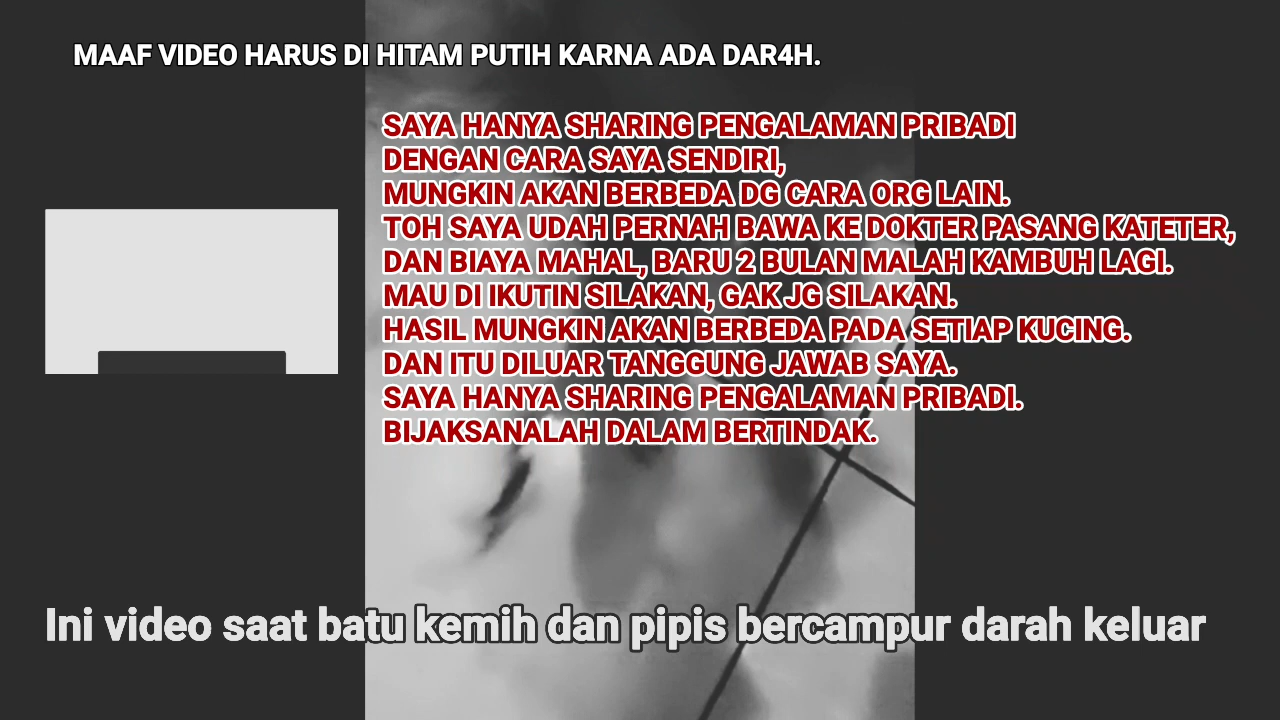 MAAF VIDEO HARUS DI HITAM PUTIH KARNA ADA DAR4H.
SAYA HANYA SHARING PENGALAMAN PRIBADI
DENGAN CARA SAYA SENDIRI,
MUNGKIN AKAN BERBEDA DG CARA ORG LAIN.
TOH SAYA UDAH PERNAH BAWA KE DOKTER PASANG KATETER,
DAN BIAYA MAHAL, BARU 2 BULAN MALAH KAMBUH LAGI.
MAU DI IKUTIN SILAKAN, GAK JG SILAKAN.
HASIL MUNGKIN AKAN BERBEDA PADA SETIAP KUCING.
DAN ITU DILUAR TANGGUNG JAWAB SAYA.
SAYA HANYA SHARING PENGALAMAN PRIBADI.
BIJAKSANALAH DALAM BERTINDAK.
Ini video saat batu kemih dan pipis bercampur darah keluar